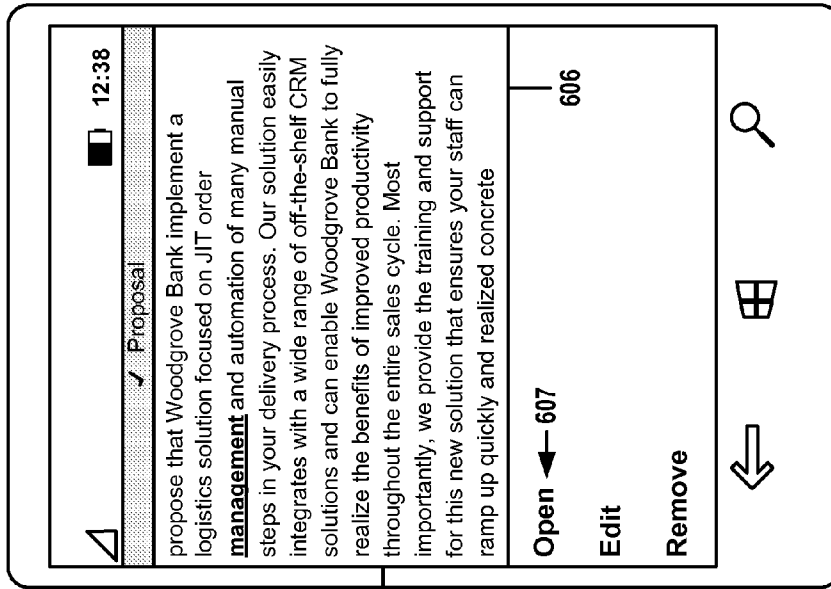 12:38
✓ Proposal
propose that Woodgrove Bank implement a
logistics solution focused on JIT order
management and automation of many manual
steps in your delivery process. Our solution easily
integrates with a wide range of off-the-shelf CRM
solutions and can enable Woodgrove Bank to fully
realize the benefits of improved productivity
throughout the entire sales cycle. Most
importantly, we provide the training and support
for this new solution that ensures your staff can
ramp up quickly and realized concrete
606
Open 607
Edit
Remove